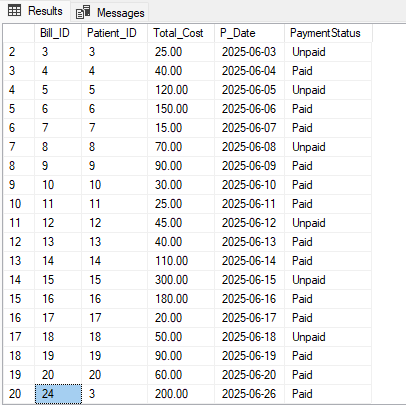 Results Messages
Bill_ID Patient_ID Total_Cost P_Date PaymentStatus
2 3 3 25.00 2025-06-03 Unpaid
3 4 4 40.00 2025-06-04 Paid
4 5 5 120.00 2025-06-05 Unpaid
5 6 6 150.00 2025-06-06 Paid
6 7 7 15.00 2025-06-07 Paid
7 8 8 70.00 2025-06-08 Unpaid
8 9 9 90.00 2025-06-09 Paid
9 10 10 30.00 2025-06-10 Paid
10 11 11 25.00 2025-06-11 Paid
11 12 12 45.00 2025-06-12 Unpaid
12 13 13 40.00 2025-06-13 Paid
13 14 14 110.00 2025-06-14 Paid
14 15 15 300.00 2025-06-15 Unpaid
15 16 16 180.00 2025-06-16 Paid
16 17 17 20.00 2025-06-17 Paid
17 18 18 50.00 2025-06-18 Unpaid
18 19 19 90.00 2025-06-19 Paid
19 20 20 60.00 2025-06-20 Paid
20 24 3 200.00 2025-06-26 Paid